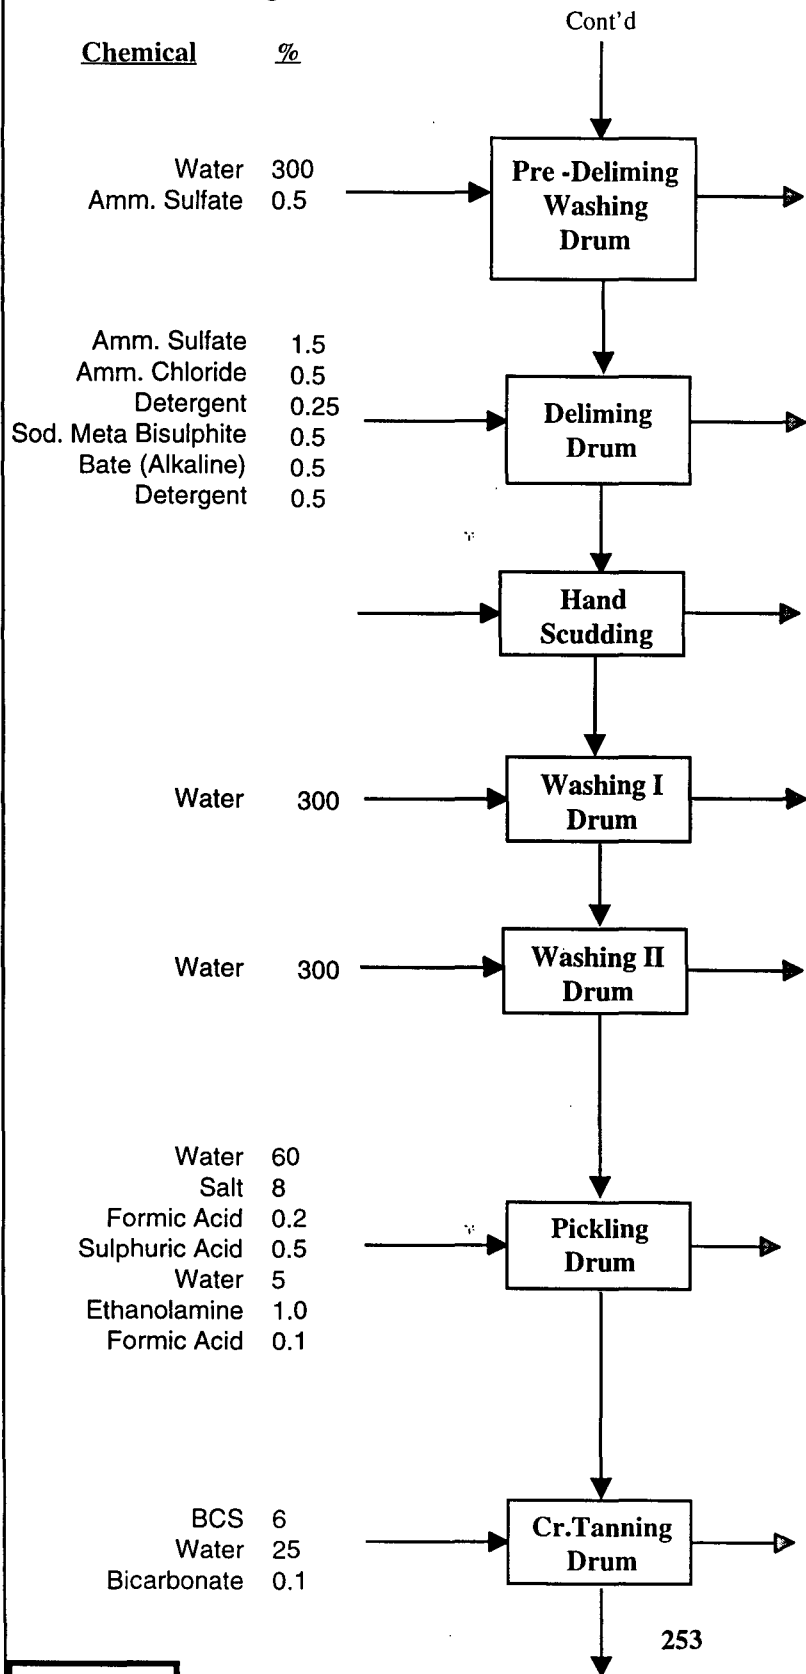 Cont'd
Chemical %
Water 300
Amm. Sulfate 0.5
Pre -Deliming
Washing
Drum
Amm. Sulfate 1.5
Amm. Chloride 0.5
Detergent 0.25
Sod. Meta Bisulphite 0.5
Bate (Alkaline) 0.5
Detergent 0.5
Deliming
Drum
Hand
Scudding
Water 300
Washing I
Drum
Water 300
Washing II
Drum
Water 60
Salt 8
Formic Acid 0.2
Sulphuric Acid 0.5
Water 5
Ethanolamine 1.0
Formic Acid 0.1
Pickling
Drum
BCS 6
Water 25
Bicarbonate 0.1
Cr.Tanning
Drum
253